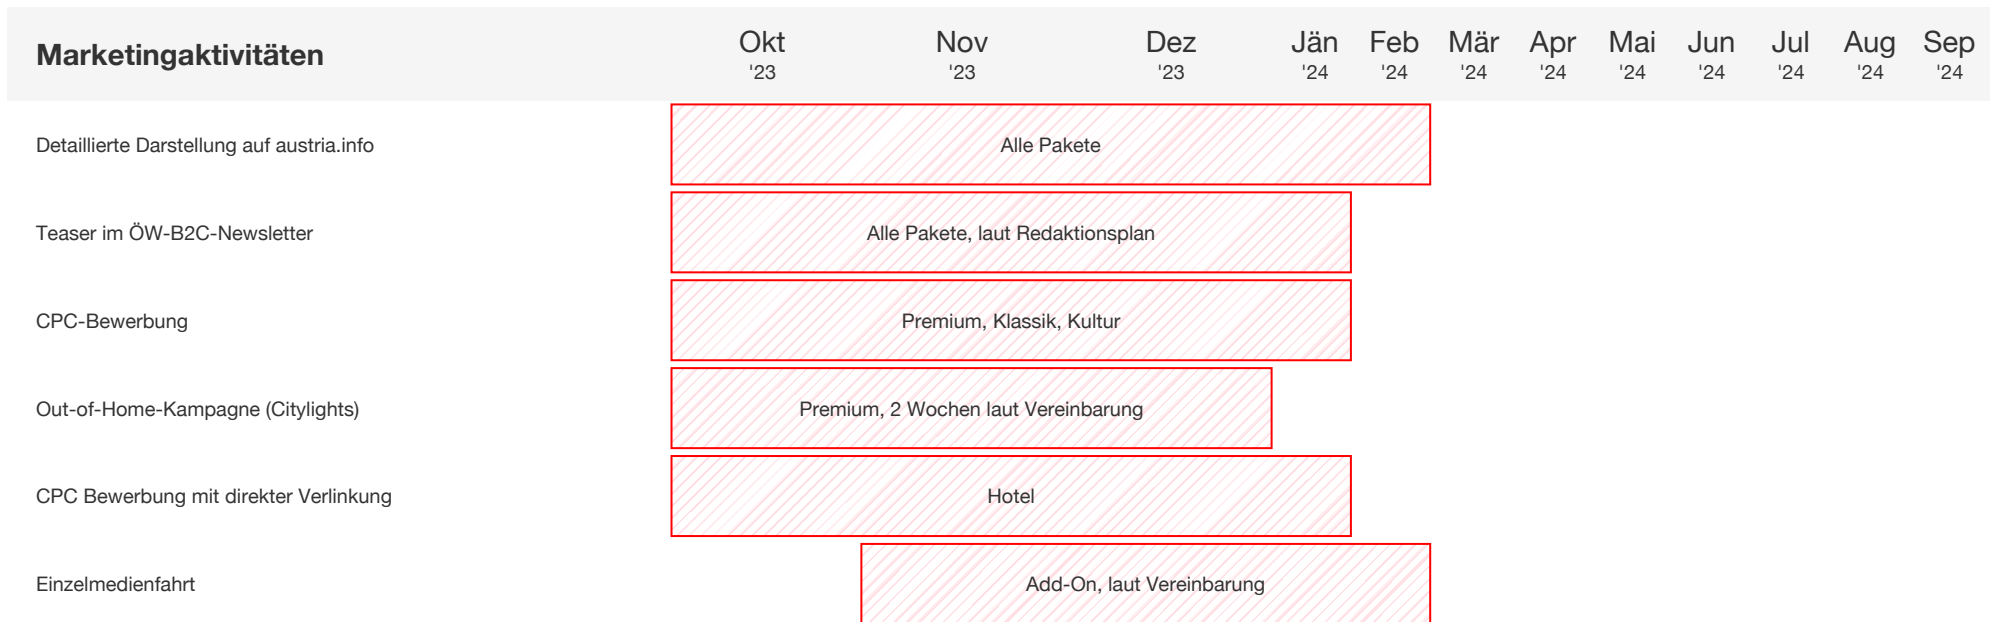 Marketingaktivitäten Okt Nov Dez Jän Feb Mär Apr Mai Jun Jul Aug Sep
'23 '23 '23 '24 '24 '24 '24 '24 '24 '24 '24 '24
Detaillierte Darstellung auf austria.info Alle Pakete
Teaser im ÖW-B2C-Newsletter Alle Pakete, laut Redaktionsplan
CPC-Bewerbung Premium, Klassik, Kultur
Out-of-Home-Kampagne (Citylights) Premium, 2 Wochen laut Vereinbarung
CPC Bewerbung mit direkter Verlinkung Hotel
Einzelmedienfahrt Add-On, laut Vereinbarung